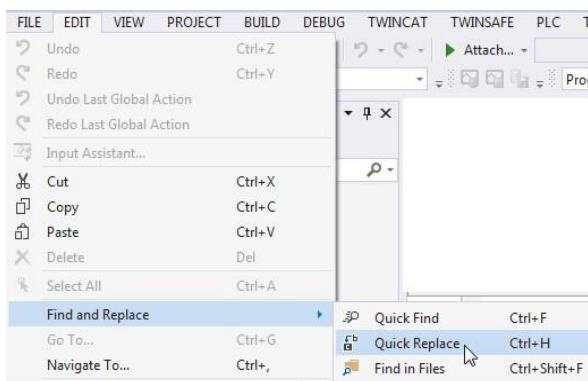 FILE EDIT VIEW PROJECT BUILD DEBUG TWINCAT TWINSAFE PLC
Undo Ctrl+Z
Attach...
Redo Ctrl+Y
Pro
Undo Last Global Action
Redo Last Global Action
Input Assistant...
Cut Ctrl+X
Copy Ctrl+C
Paste Ctrl+V
Delete Del
Select All Ctrl+A
Find and Replace
Quick Find Ctrl+F
Go To... Ctrl+G
Quick Replace Ctrl+H
Navigate To... Ctrl+,
Find in Files Ctrl+Shift+F